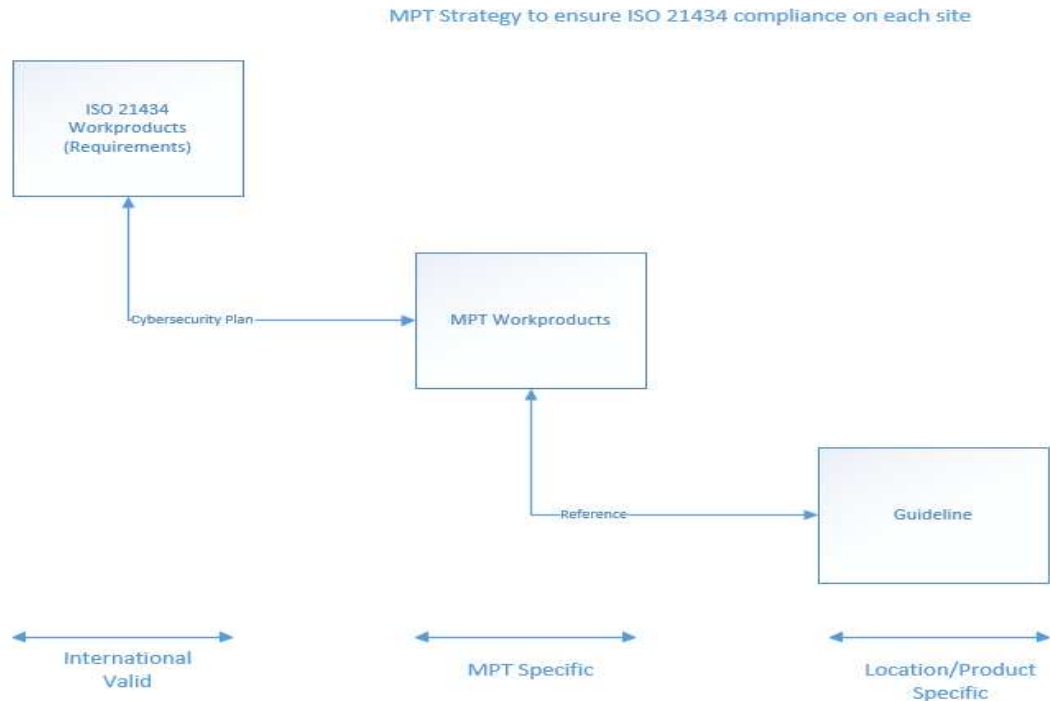 MPT Strategy to ensure ISO 21434 compliance on each site
ISO 21434
Workproducts
(Requirements)
Cybersecurity Plan
MPT Workproducts
Reference
Guideline
International
Valid
MPT Specific
Location/Product
Specific